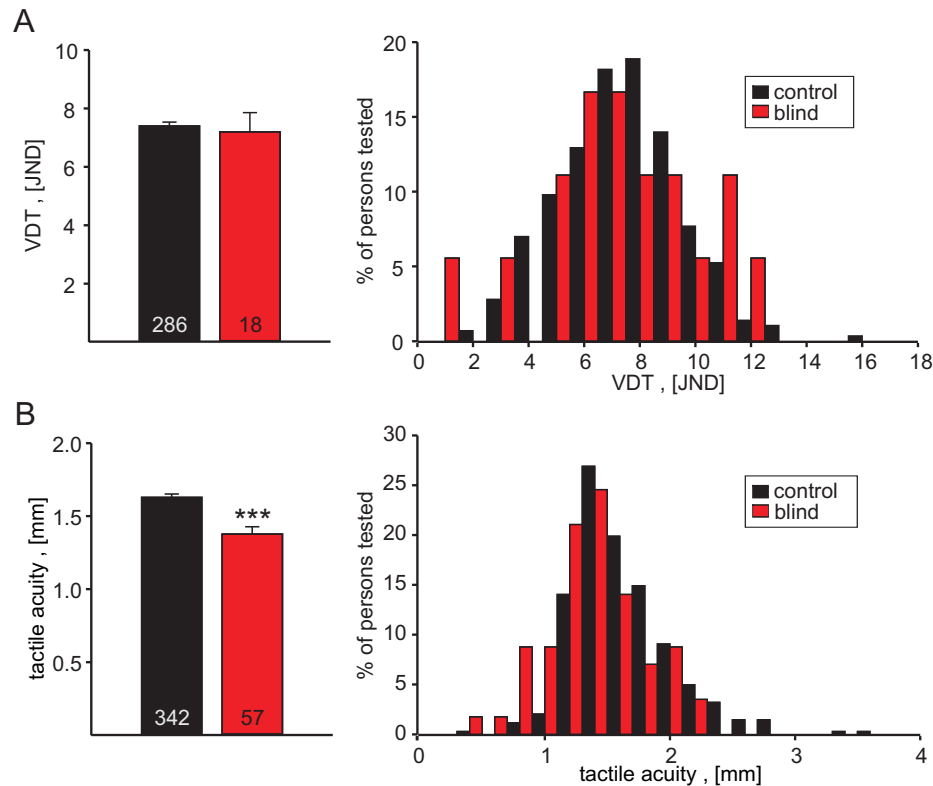 A
10
8
6
4
2
VDT , [JND]
286
18
20
15
10
5
0
% of persons tested
control
blind
0 2 4 6 8 10 12 14 16 18
VDT , [JND]
B
2.0
1.5
1.0
0.5
tactile acuity , [mm]
***
342
57
30
25
20
15
10
5
0
% of persons tested
control
blind
0 1 2 3 4
tactile acuity , [mm]